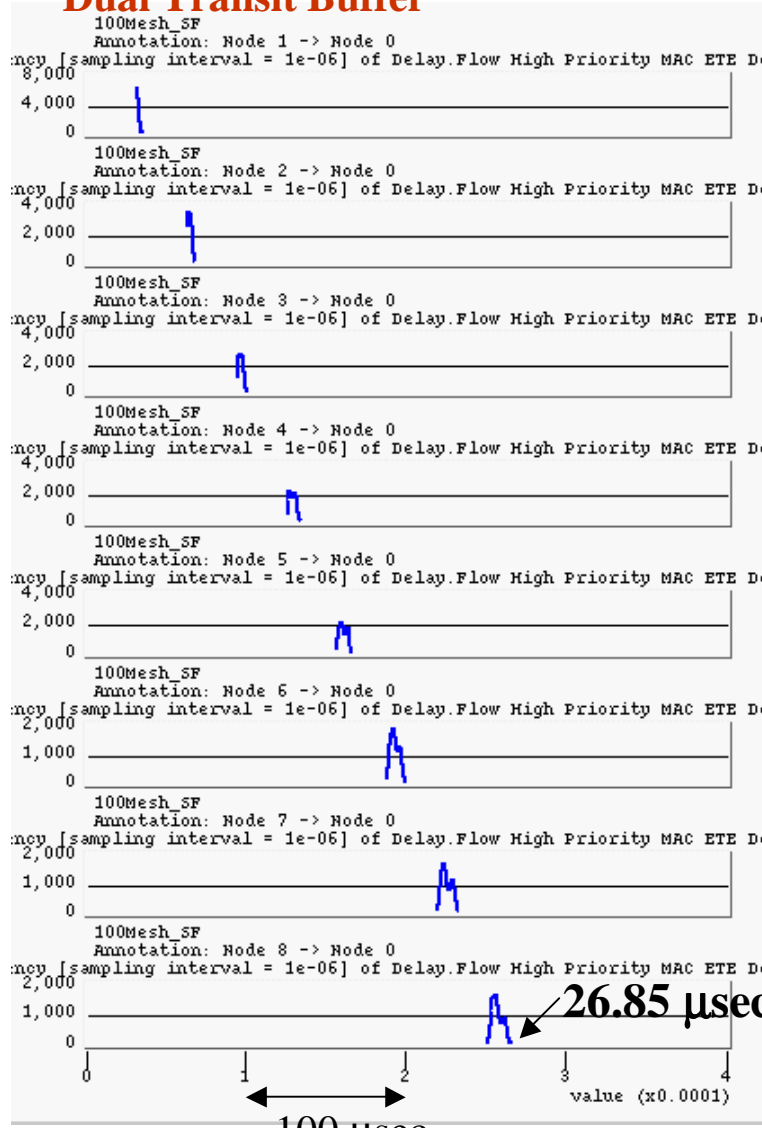 Dual Transit Buffer
100Mesh_SF
Annotation: Node 1 -> Node 0
[sampling interval = 1e-06] of Delay.Flow High Priority MAC ETE
8,000
4,000
0
100Mesh_SF
Annotation: Node 2 -> Node 0
[sampling interval = 1e-06] of Delay.Flow High Priority MAC ETE
4,000
2,000
0
100Mesh_SF
Annotation: Node 3 -> Node 0
[sampling interval = 1e-06] of Delay.Flow High Priority MAC ETE
4,000
2,000
0
100Mesh_SF
Annotation: Node 4 -> Node 0
[sampling interval = 1e-06] of Delay.Flow High Priority MAC ETE
4,000
2,000
0
100Mesh_SF
Annotation: Node 5 -> Node 0
[sampling interval = 1e-06] of Delay.Flow High Priority MAC ETE
4,000
2,000
0
100Mesh_SF
Annotation: Node 6 -> Node 0
[sampling interval = 1e-06] of Delay.Flow High Priority MAC ETE
2,000
1,000
0
100Mesh_SF
Annotation: Node 7 -> Node 0
[sampling interval = 1e-06] of Delay.Flow High Priority MAC ETE
2,000
1,000
0
100Mesh_SF
Annotation: Node 8 -> Node 0
[sampling interval = 1e-06] of Delay.Flow High Priority MAC ETE
2,000
1,000
0
26.85 μsec
0 1 2 3 4
value (x0.0001)
100 μsec